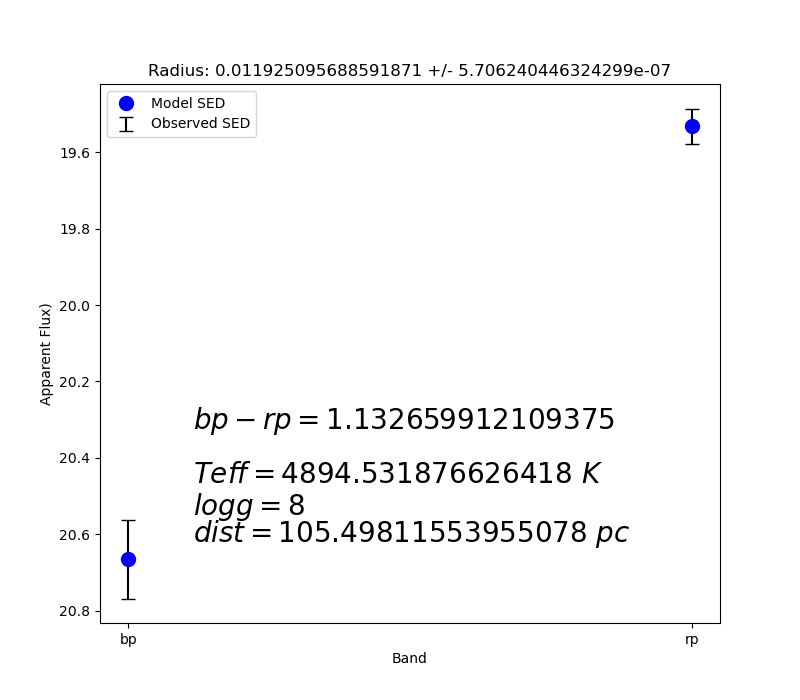 Radius: 0.011925095688591871 +/- 5.706240446324299e-07
Model SED
Observed SED
Apparent Flux)
19.6
19.8
20.0
20.2
20.4
20.6
20.8
bp − rp = 1.132659912109375
Teff = 4894.531876626418 K
logg = 8
dist = 105.49811553955078 pc
bp
rp
Band